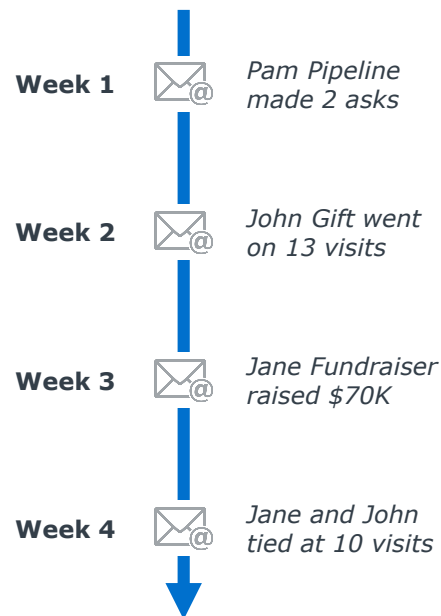 Week 1
Pam Pipeline
made 2 asks
Week 2
John Gift went
on 13 visits
Week 3
Jane Fundraiser
raised $70K
Week 4
Jane and John
tied at 10 visits